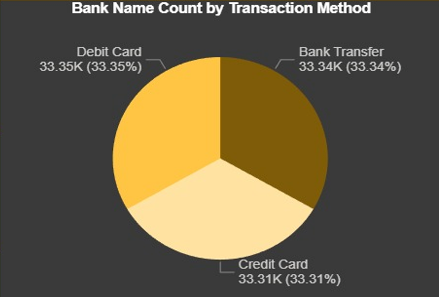 Bank Name Count by Transaction Method
Debit Card
33.35K (33.35%)
Bank Transfer
33.34K (33.34%)
Credit Card
33.31K (33.31%)